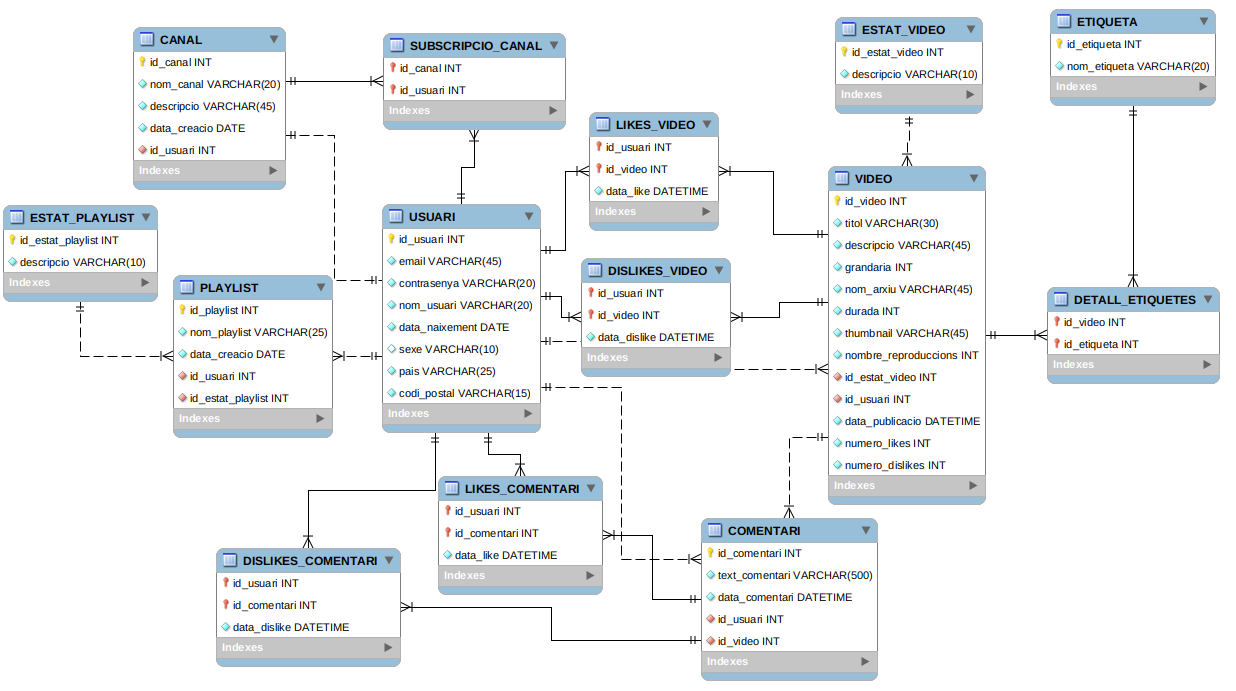 CANAL
id_canal INT
nom_canal VARCHAR(20)
descripcio VARCHAR(45)
data_creacio DATE
id_usuari INT
Indexes
SUBSCRIPCIO_CANAL
id_canal INT
id_usuari INT
Indexes
ESTAT_VIDEO
id_estat_video INT
descripcio VARCHAR(10)
Indexes
ETIQUETA
id_etiqueta INT
nom_etiqueta VARCHAR(20)
Indexes
LIKES_VIDEO
id_usuari INT
id_video INT
data_like DATETIME
Indexes
VIDEO
id_video INT
titol VARCHAR(30)
descripcio VARCHAR(45)
grandaria INT
nom_arxiu VARCHAR(45)
durada INT
thumbnail VARCHAR(45)
nombre_reproduccions INT
id_estat_video INT
id_usuari INT
data_publicacio DATETIME
numero_likes INT
numero_dislikes INT
Indexes
ESTAT_PLAYLIST
id_estat_playlist INT
descripcio VARCHAR(10)
Indexes
USUARI
id_usuari INT
email VARCHAR(45)
contrasenya VARCHAR(20)
nom_usuari VARCHAR(20)
data_naixement DATE
sexe VARCHAR(10)
pais VARCHAR(25)
codi_postal VARCHAR(15)
Indexes
DISLIKES_VIDEO
id_usuari INT
id_video INT
data_dislike DATETIME
Indexes
PLAYLIST
id_playlist INT
nom_playlist VARCHAR(25)
data_creacio DATE
id_usuari INT
id_estat_playlist INT
Indexes
DETALL_ETIQUETES
id_video INT
id_etiqueta INT
Indexes
LIKES_COMENTARI
id_usuari INT
id_comentari INT
data_like DATETIME
Indexes
COMENTARI
id_comentari INT
text_comentari VARCHAR(500)
data_comentari DATETIME
id_usuari INT
id_video INT
Indexes
DISLIKES_COMENTARI
id_usuari INT
id_comentari INT
data_dislike DATETIME
Indexes